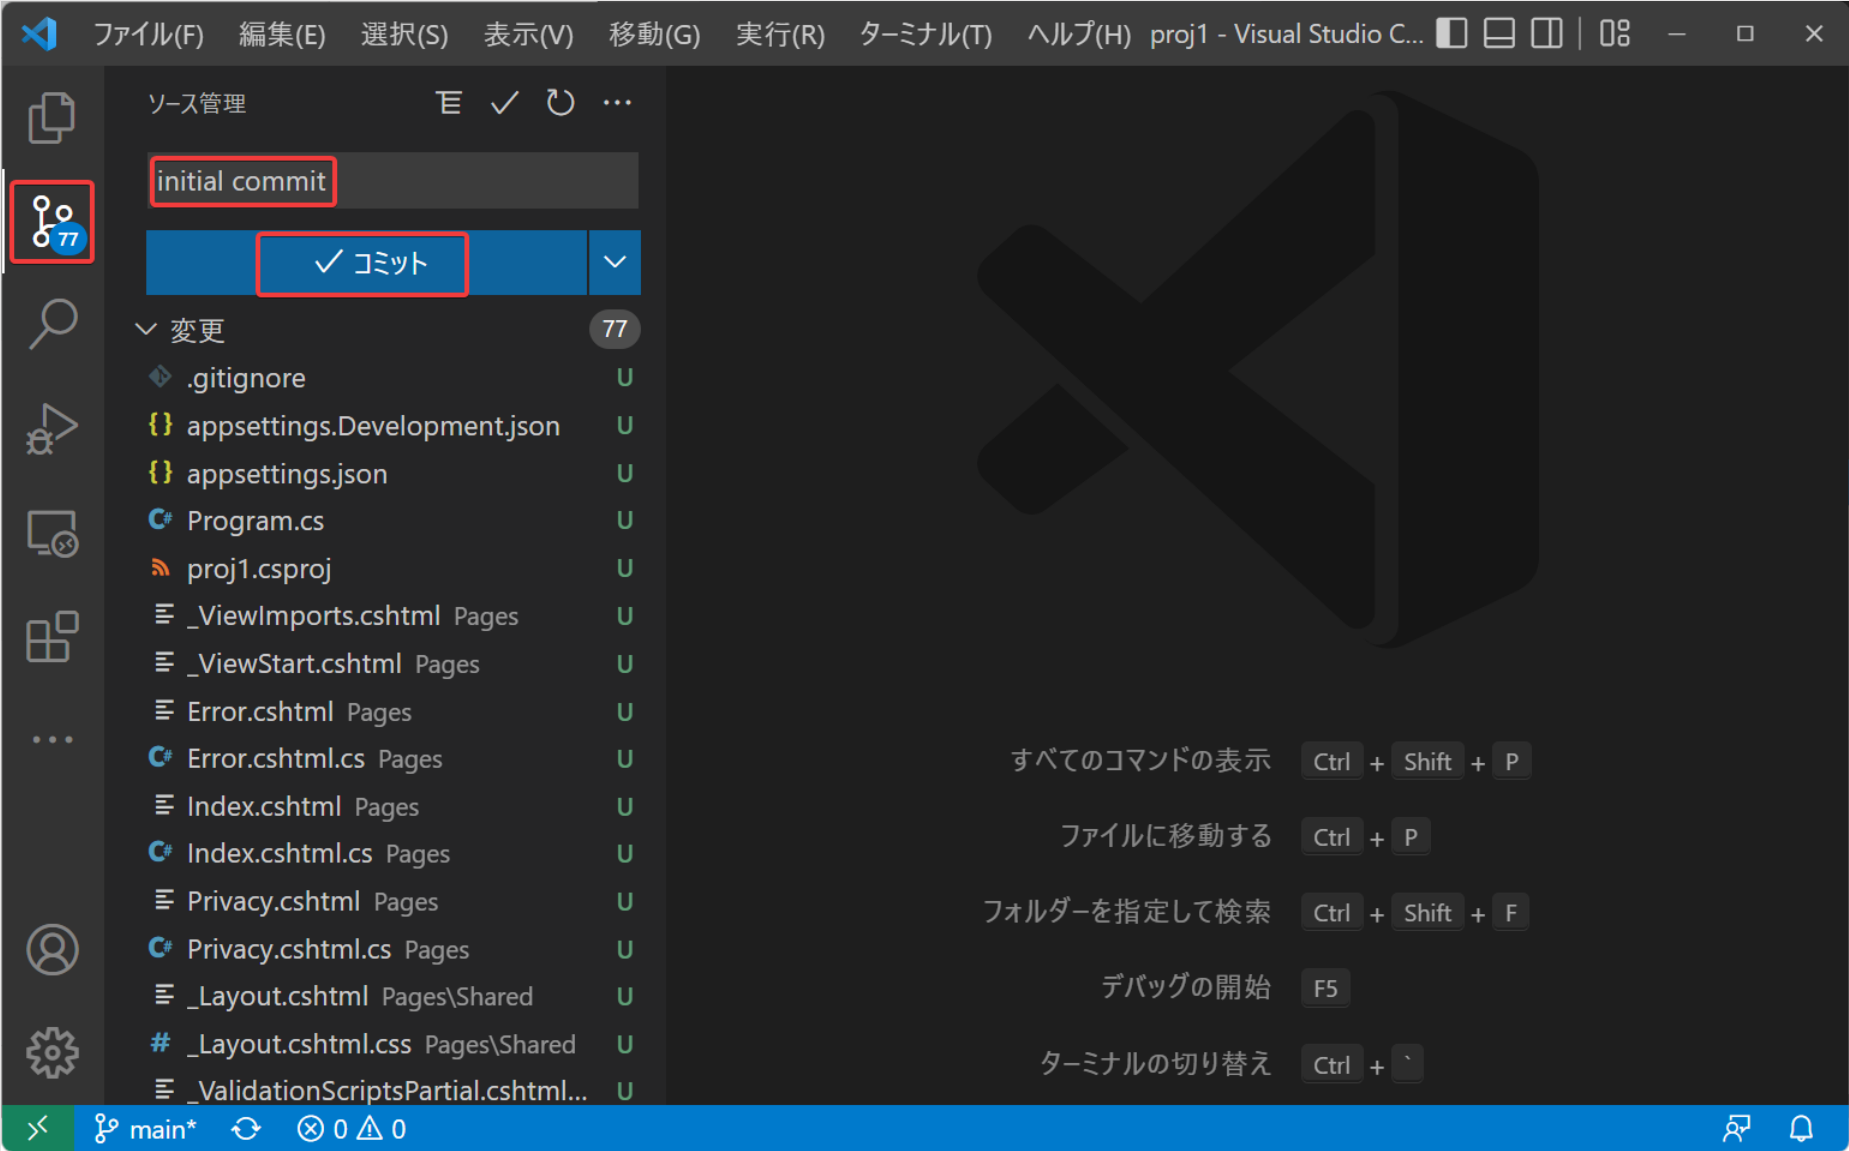 ファイル(F) 編集(E) 選択(S) 表示(V) 移動(G) 実行(R) ターミナル(T) ヘルプ(H) proj1 - Visual Studio C...
ソース管理
initial commit
77
コミット
変更 77
.gitignore U
appsettings.Development.json U
appsettings.json U
Program.cs U
proj1.csproj U
_ViewImports.cshtml Pages U
_ViewStart.cshtml Pages U
Error.cshtml Pages U
Error.cshtml.cs Pages U
Index.cshtml Pages U
Index.cshtml.cs Pages U
Privacy.cshtml Pages U
Privacy.cshtml.cs Pages U
_Layout.cshtml Pages\Shared U
_Layout.cshtml.css Pages\Shared U
_ValidationScriptsPartial.cshtml... U
すべてのコマンドの表示 Ctrl + Shift + P
ファイルに移動する Ctrl + P
フォルダーを指定して検索 Ctrl + Shift + F
デバッグの開始 F5
ターミナルの切り替え Ctrl + `
main* 0 0